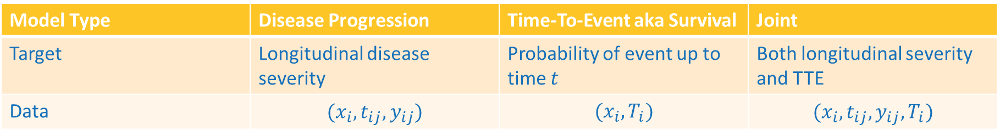 Model Type
Disease Progression
Time-To-Event aka Survival
Joint
Target
Longitudinal disease
severity
Probability of event up to
time t
Both longitudinal severity
and TTE
Data
(x_i, t_{ij}, y_{ij})
(x_i, T_i)
(x_i, t_{ij}, y_{ij}, T_i)